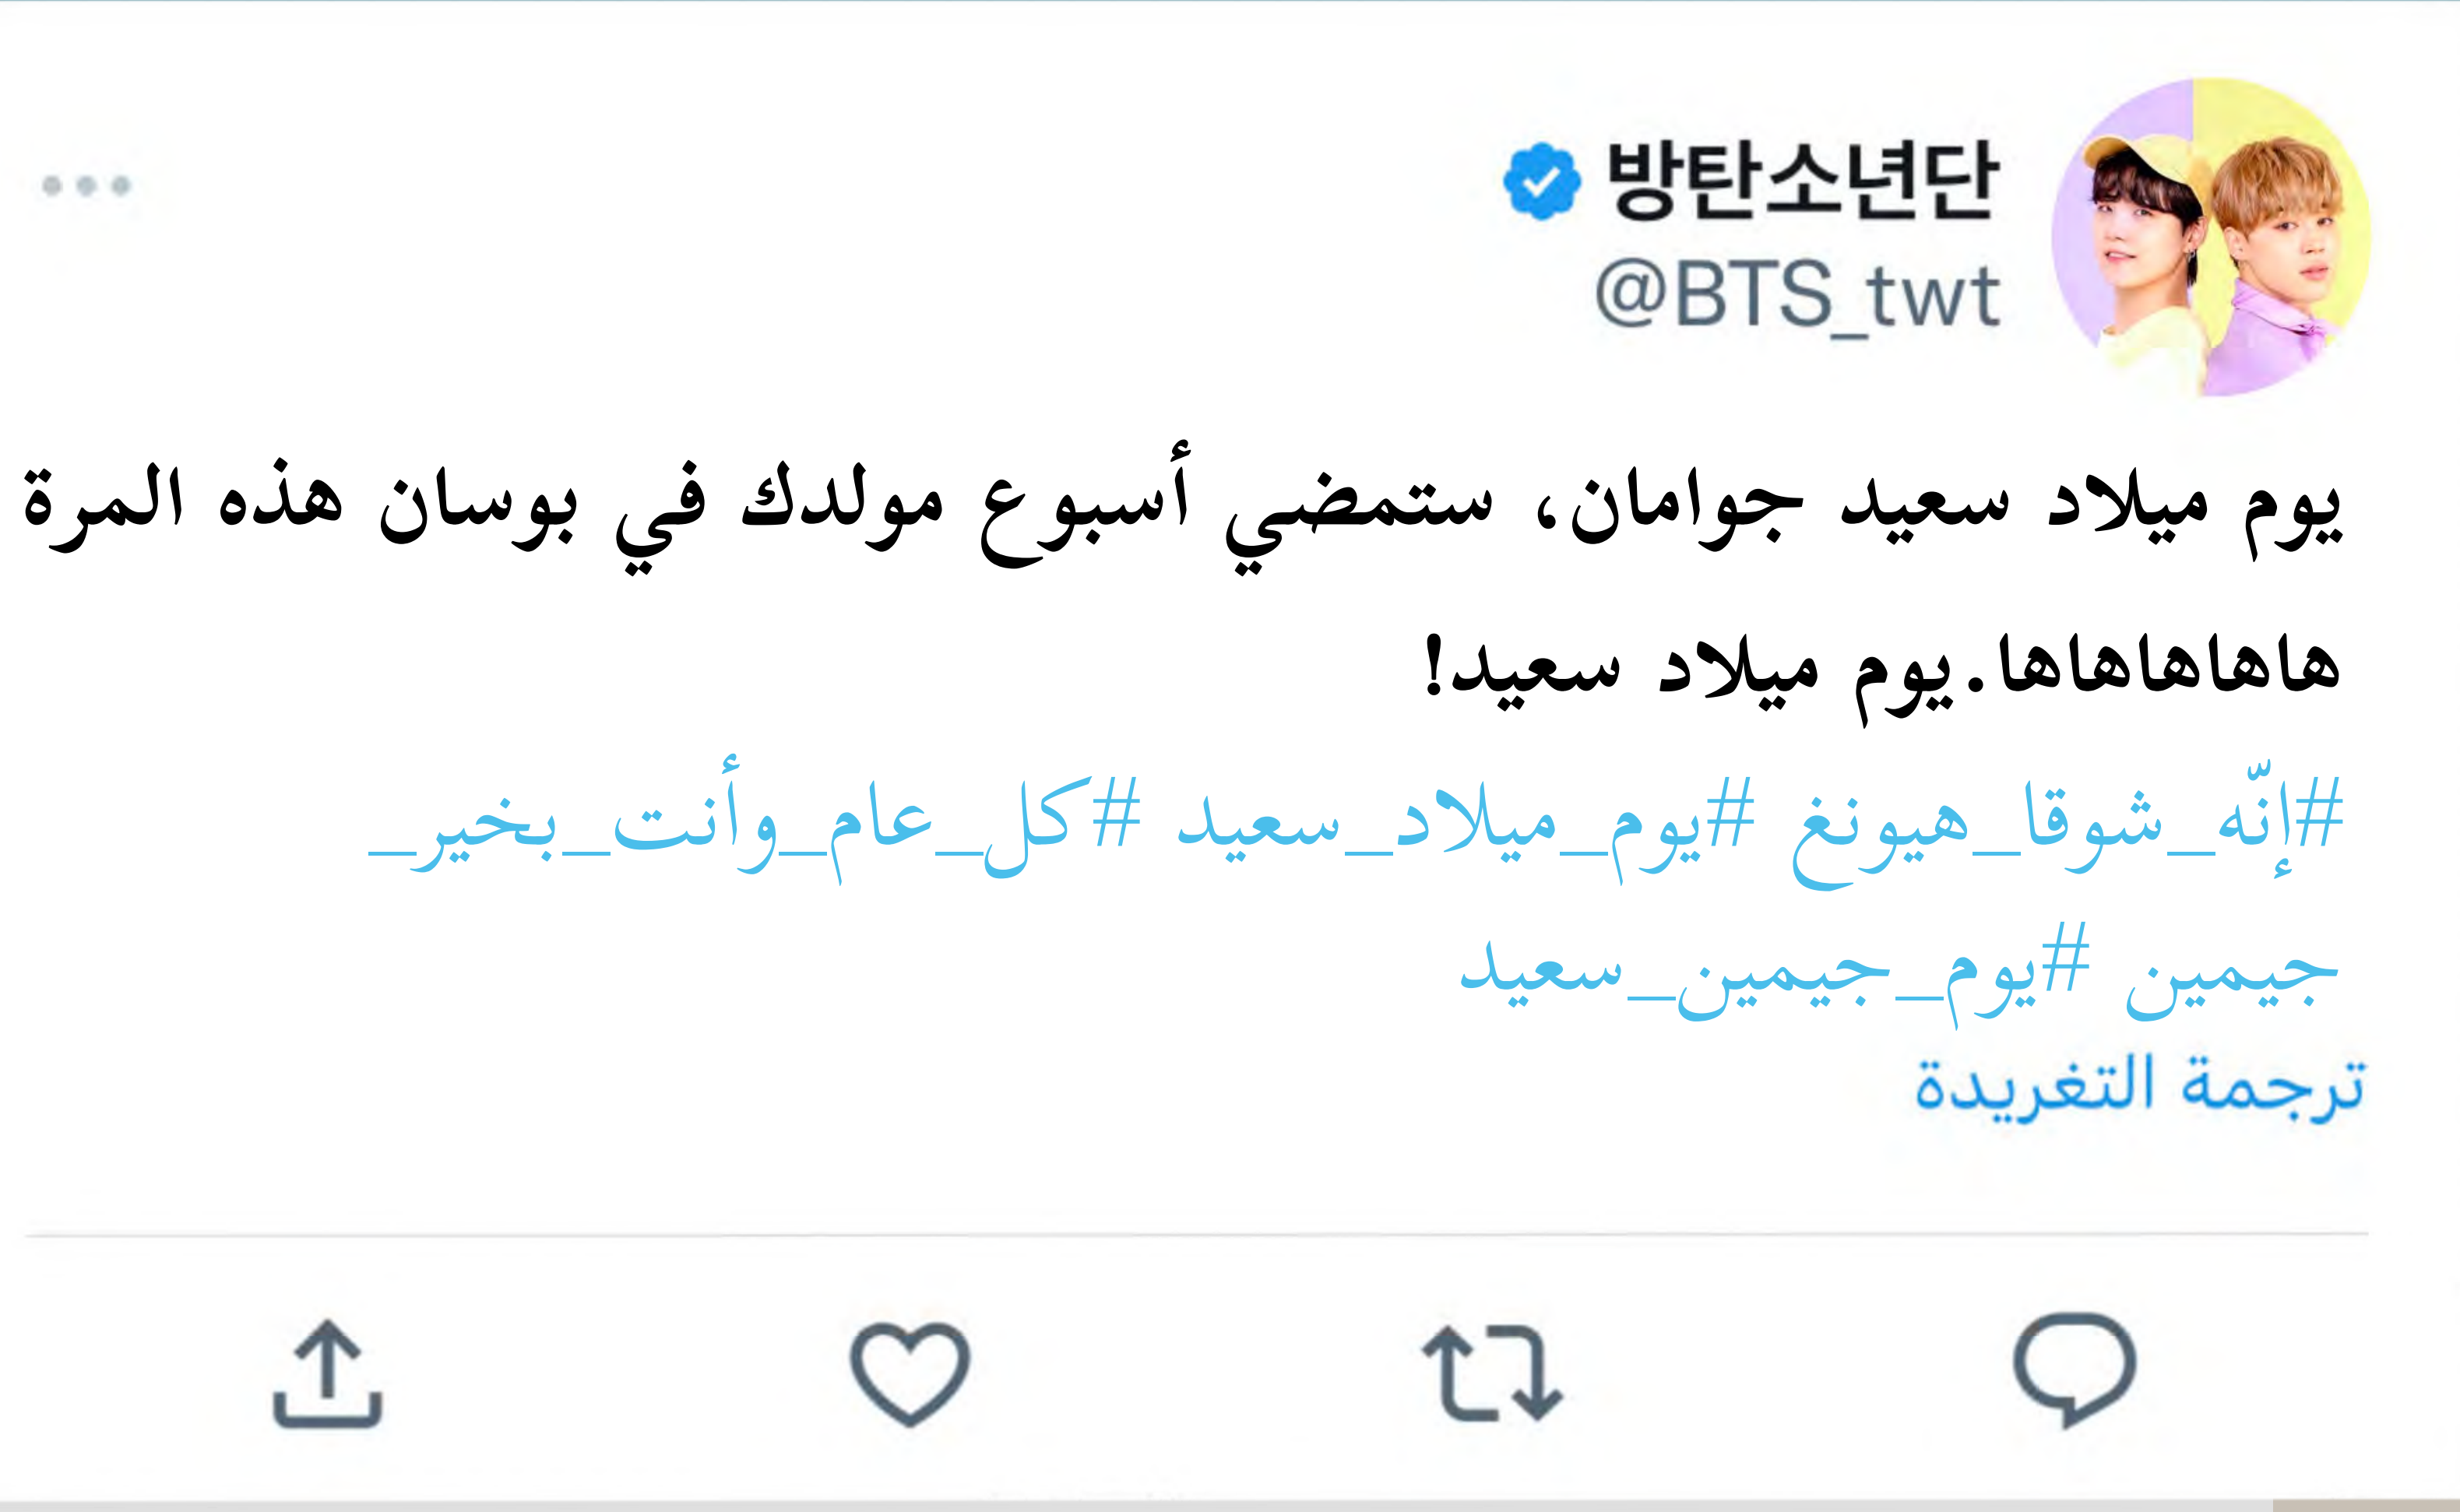 방탄소년단
@BTS_twt
يوم ميلاد سعيد جوامان، ستمضي أسبوع مولدك في بوسان هذه المرة
هاهاهاهاها.يوم ميلاد سعيد!
#إنّه_شوقا_هيونغ #يوم_ميلاد_سعيد #كل_عام_وأنت_بخير_
جيمين #يوم_جيمين_سعيد
ترجمة التغريدة